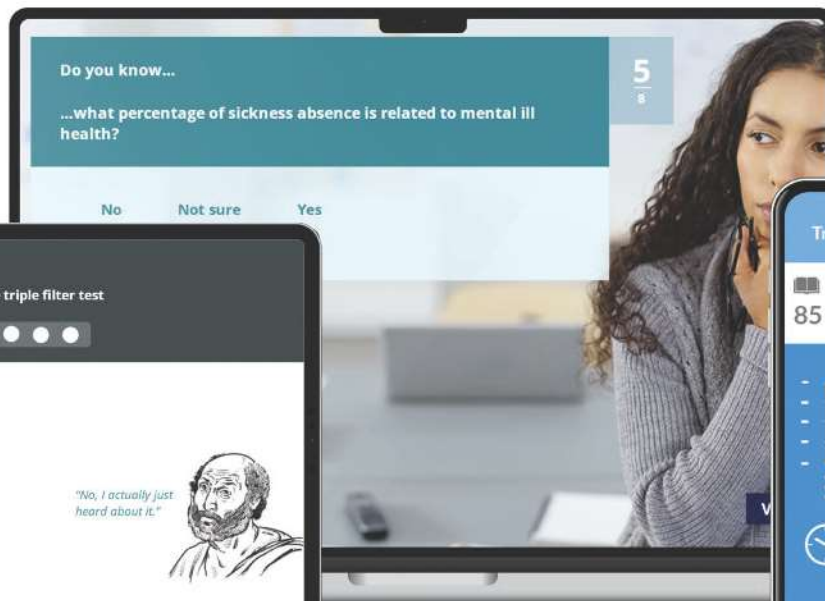 Do you know...
...what percentage of sickness absence is related to mental ill
health?
5
8
No Not sure Yes
triple filter test
"No, I actually just
heard about it."
85